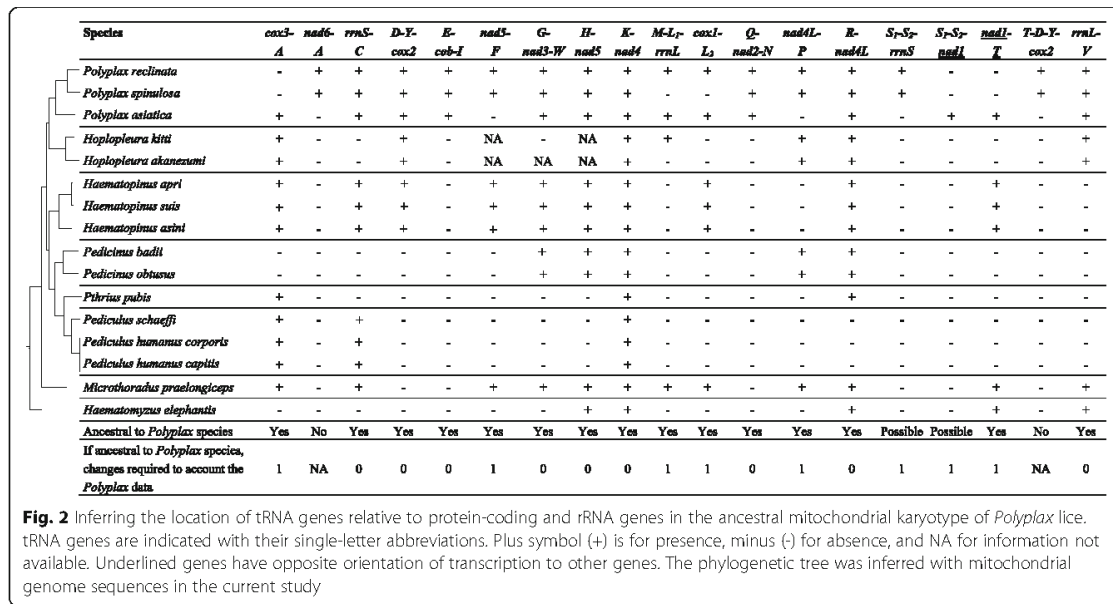 Species cox3- nad6- rrnS- D-Y- E- nad5- G- H- K- M-L₁- cox1- Q- nad4L- R- S₁-S₂- S₁-S₂- nad1- T-D-Y- rrnL-
A A C cox2 cob-I F nad3-W nad5 nad4 rrnL L₂ nad2-N P nad4L rrnS nad1 T cox2 V
Polyplax reclinata - + + + + + + + + + + + + + + - - + +
Polyplax spinulosa - + + + + + + + + - - + + + + - - + +
Polyplax asiatica + - + + + - + + + + + + - + - + + - +
Hoplopleura kitti + - - + - NA - NA + + - - + + - - - - +
Hoplopleura akanezumi + - - + - NA NA NA + - - - + + - - - - +
Haematopinus apri + - + + - + + + + - + - - + - - + - -
Haematopinus suis + - + + - + + + + - + - - + - - + - -
Haematopinus asini + - + + - + + + + - + - - + - - + - -
Pedicinus badii - - - - - - + + + - - - + + - - - - -
Pedicinus obtusus - - - - - - + + + - - - + + - - - - -
Pthrius pubis + - - - - - - - + - - - - + - - - - -
Pediculus schaeffi + - + - - - - - + - - - - - - - - - -
Pediculus humanus corporis + - + - - - - - + - - - - - - - - - -
Pediculus humanus capitis + - + - - - - - + - - - - - - - - - -
Microthoradus praelongiceps + - + - - + + + + + + - + + - - + - +
Haematomyzus elephantis - - - - - - - + + - - - - + - - + - +
Ancestral to Polyplax species Yes No Yes Yes Yes Yes Yes Yes Yes Yes Yes Yes Yes Yes Possible Possible Yes No Yes
If ancestral to Polyplax species,
changes required to account the 1 NA 0 0 0 1 0 0 0 1 1 0 1 0 1 1 1 NA 0
Polyplax data
Fig. 2 Inferring the location of tRNA genes relative to protein-coding and rRNA genes in the ancestral mitochondrial karyotype of Polyplax lice.
tRNA genes are indicated with their single-letter abbreviations. Plus symbol (+) is for presence, minus (-) for absence, and NA for information not
available. Underlined genes have opposite orientation of transcription to other genes. The phylogenetic tree was inferred with mitochondrial
genome sequences in the current study